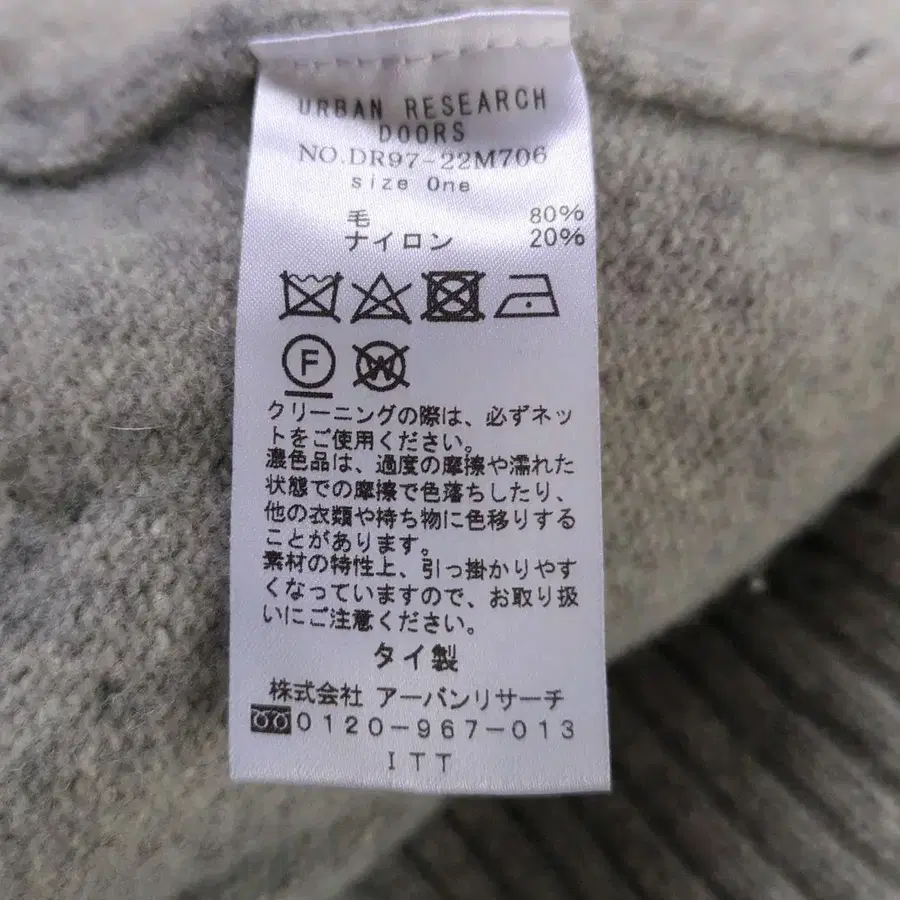 URBAN RESEARCH
DOORS
NO.DR97-22M706
size One
毛 80%
ナイロン 20%
F W
クリーニングの際は、必ずネッ
トをご使用ください。
濃色品は、過度の摩擦や濡れた
状態での摩擦で色落ちしたり、
他の衣類や持ち物に色移りする
ことがあります。
素材の特性上、引っ掛かりやす
くなっていますので、お取り扱
いにご注意ください。
タイ製
株式会社 アーバンリサーチ
0120-967-013
ITT